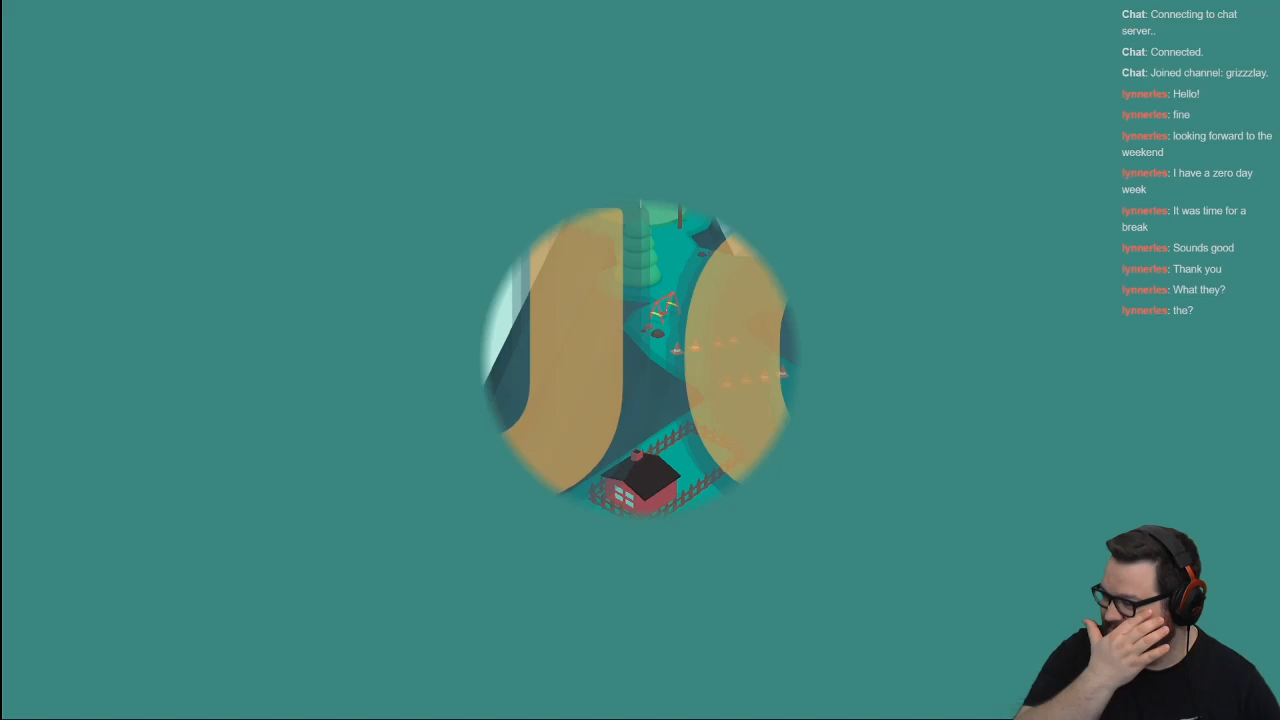 Chat: Connecting to chat
server..
Chat: Connected.
Chat: Joined channel: grizzzlay.
lynnerles: Hello!
lynnerles: fine
lynnerles: looking forward to the
weekend
lynnerles: I have a zero day
week
lynnerles: It was time for a
break
lynnerles: Sounds good
lynnerles: Thank you
lynnerles: What they?
lynnerles: the?